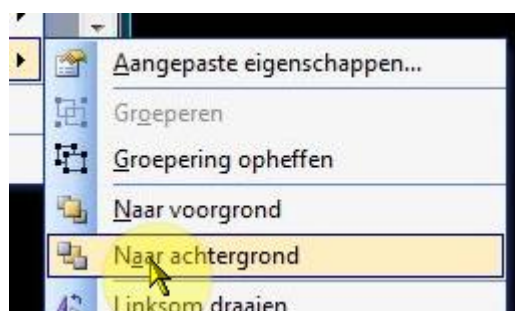 Aangepaste eigenschappen...
Groeperen
Groepering opheffen
Naar voorgrond
Naar achtergrond
Linksom draaien